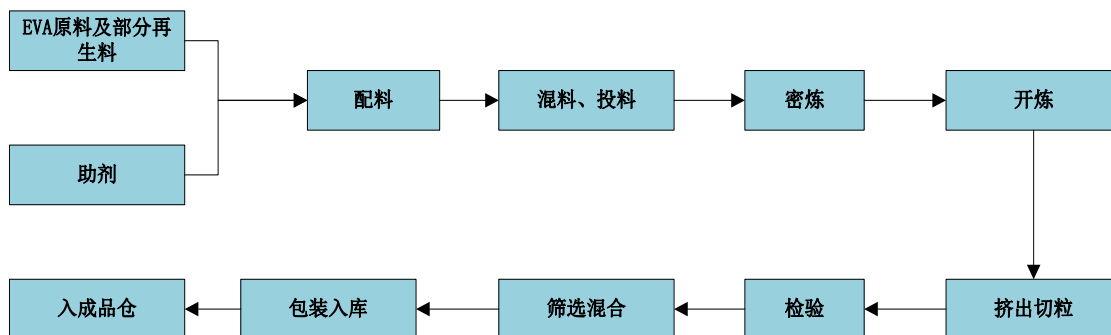 EVA原料及部分再
生料
助剂
配料
混料、投料
密炼
开炼
挤出切粒
检验
筛选混合
包装入库
入成品仓